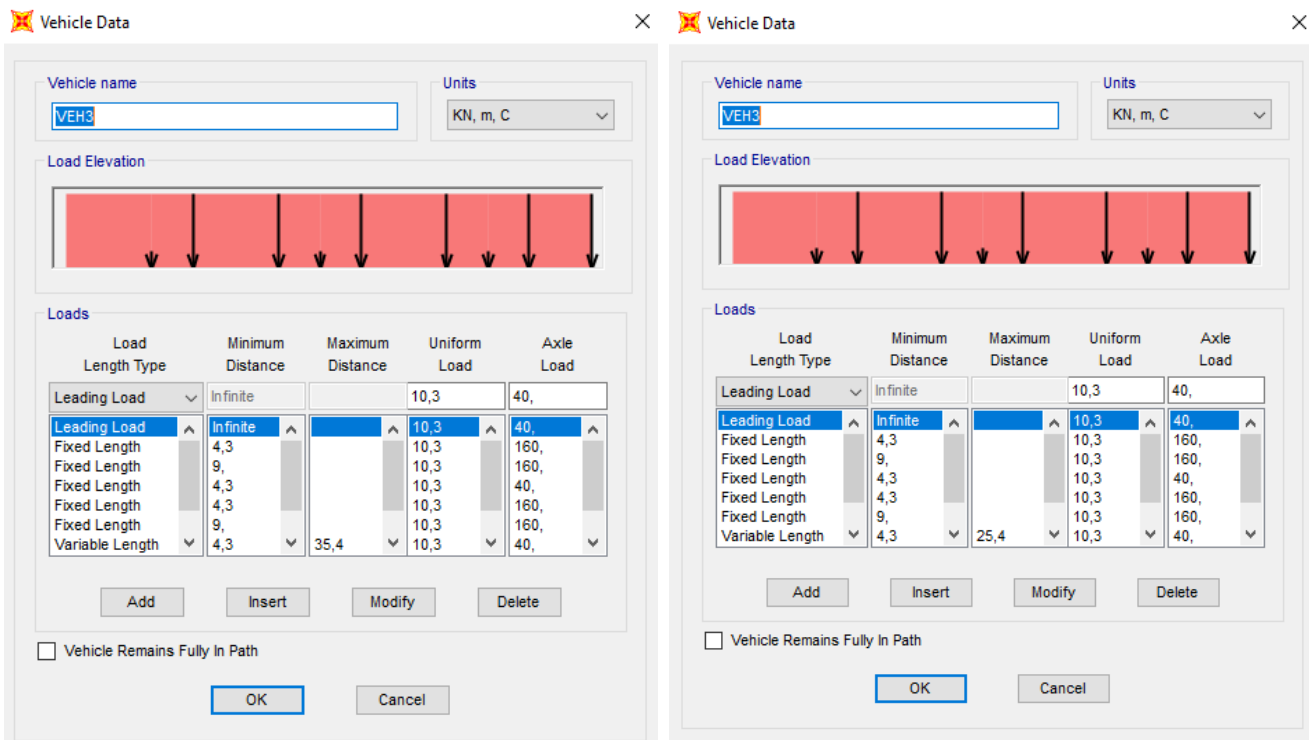 Vehicle Data
Vehicle name
Units
VEH3
KN, m, C
Load Elevation
Loads
Load Length Type
Minimum Distance
Maximum Distance
Uniform Load
Axle Load
Leading Load Infinite 10,3 40,
Leading Load Infinite 10,3 40,
Fixed Length 4,3 10,3 160,
Fixed Length 9, 10,3 160,
Fixed Length 4,3 10,3 40,
Fixed Length 4,3 10,3 160,
Fixed Length 9, 10,3 160,
Variable Length 4,3 35,4 10,3 40,
Add Insert Modify Delete
Vehicle Remains Fully In Path
OK Cancel
Vehicle Data
Vehicle name
Units
VEH3
KN, m, C
Load Elevation
Loads
Load Length Type
Minimum Distance
Maximum Distance
Uniform Load
Axle Load
Leading Load Infinite 10,3 40,
Leading Load Infinite 10,3 40,
Fixed Length 4,3 10,3 160,
Fixed Length 9, 10,3 160,
Fixed Length 4,3 10,3 40,
Fixed Length 4,3 10,3 160,
Fixed Length 9, 10,3 160,
Variable Length 4,3 25,4 10,3 40,
Add Insert Modify Delete
Vehicle Remains Fully In Path
OK Cancel